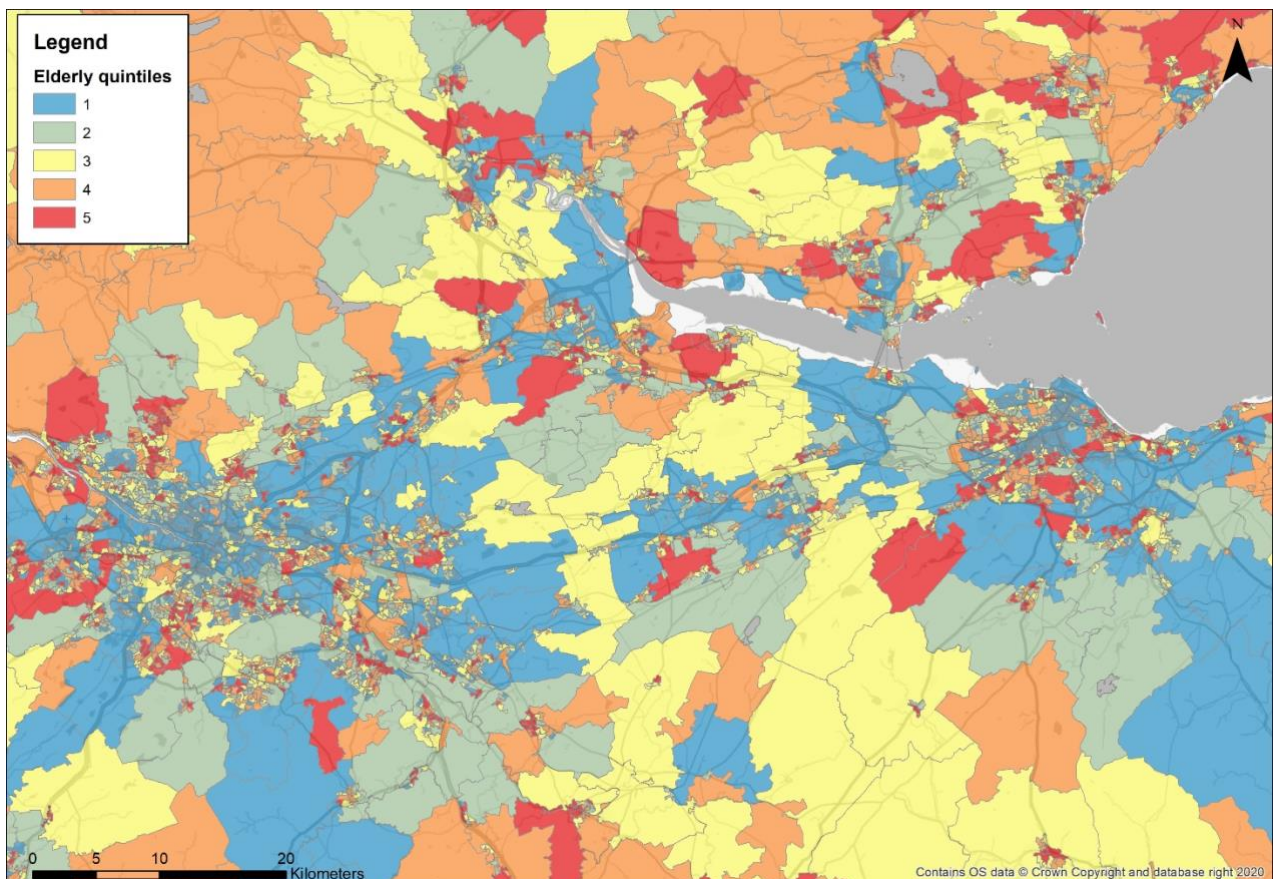 Legend
Elderly quintiles
1
2
3
4
5
N
0 5 10 20
Kilometers
Contains OS data © Crown Copyright and database right 2020